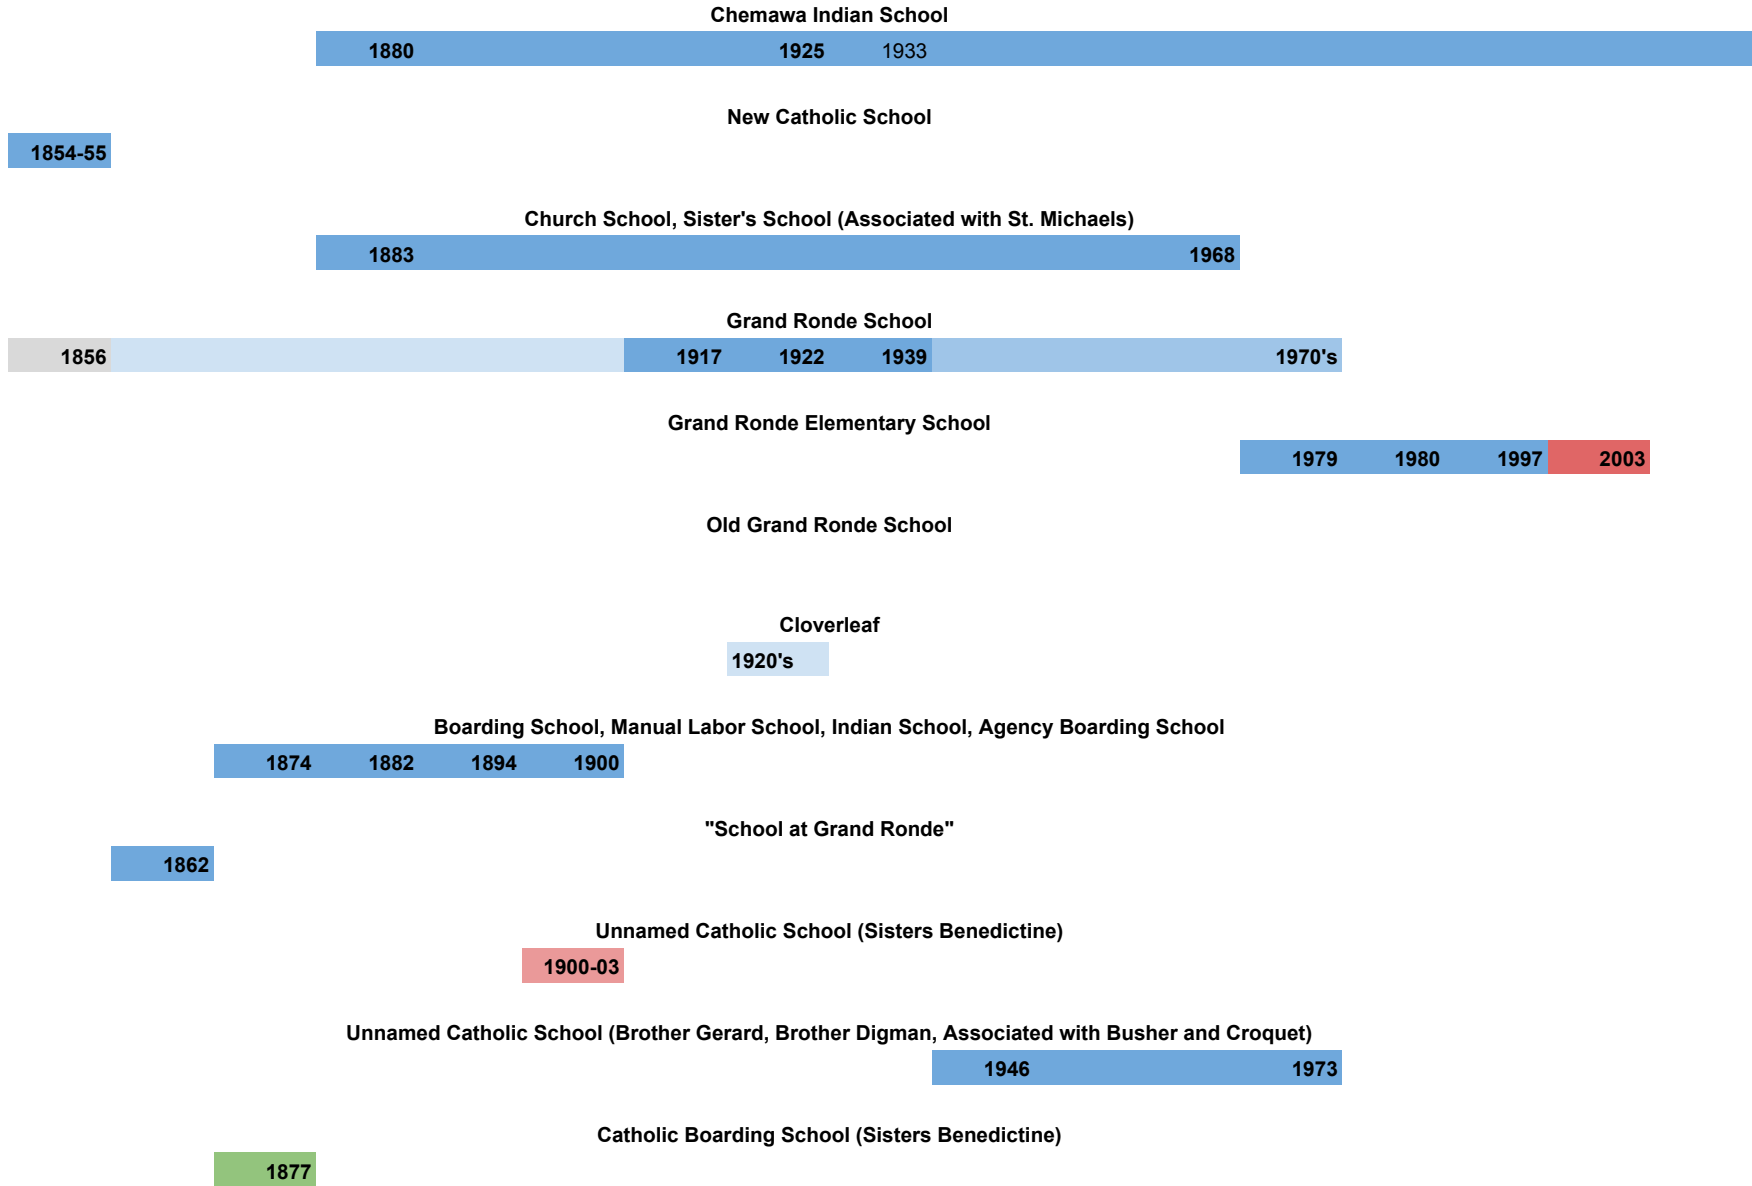 Chemawa Indian School
1880 1925 1933
New Catholic School
1854-55
Church School, Sister's School (Associated with St. Michaels)
1883 1968
Grand Ronde School
1856 1917 1922 1939 1970's
Grand Ronde Elementary School
1979 1980 1997 2003
Old Grand Ronde School
Cloverleaf
1920's
Boarding School, Manual Labor School, Indian School, Agency Boarding School
1874 1882 1894 1900
"School at Grand Ronde"
1862
Unnamed Catholic School (Sisters Benedictine)
1900-03
Unnamed Catholic School (Brother Gerard, Brother Digman, Associated with Busher and Croquet)
1946 1973
Catholic Boarding School (Sisters Benedictine)
1877